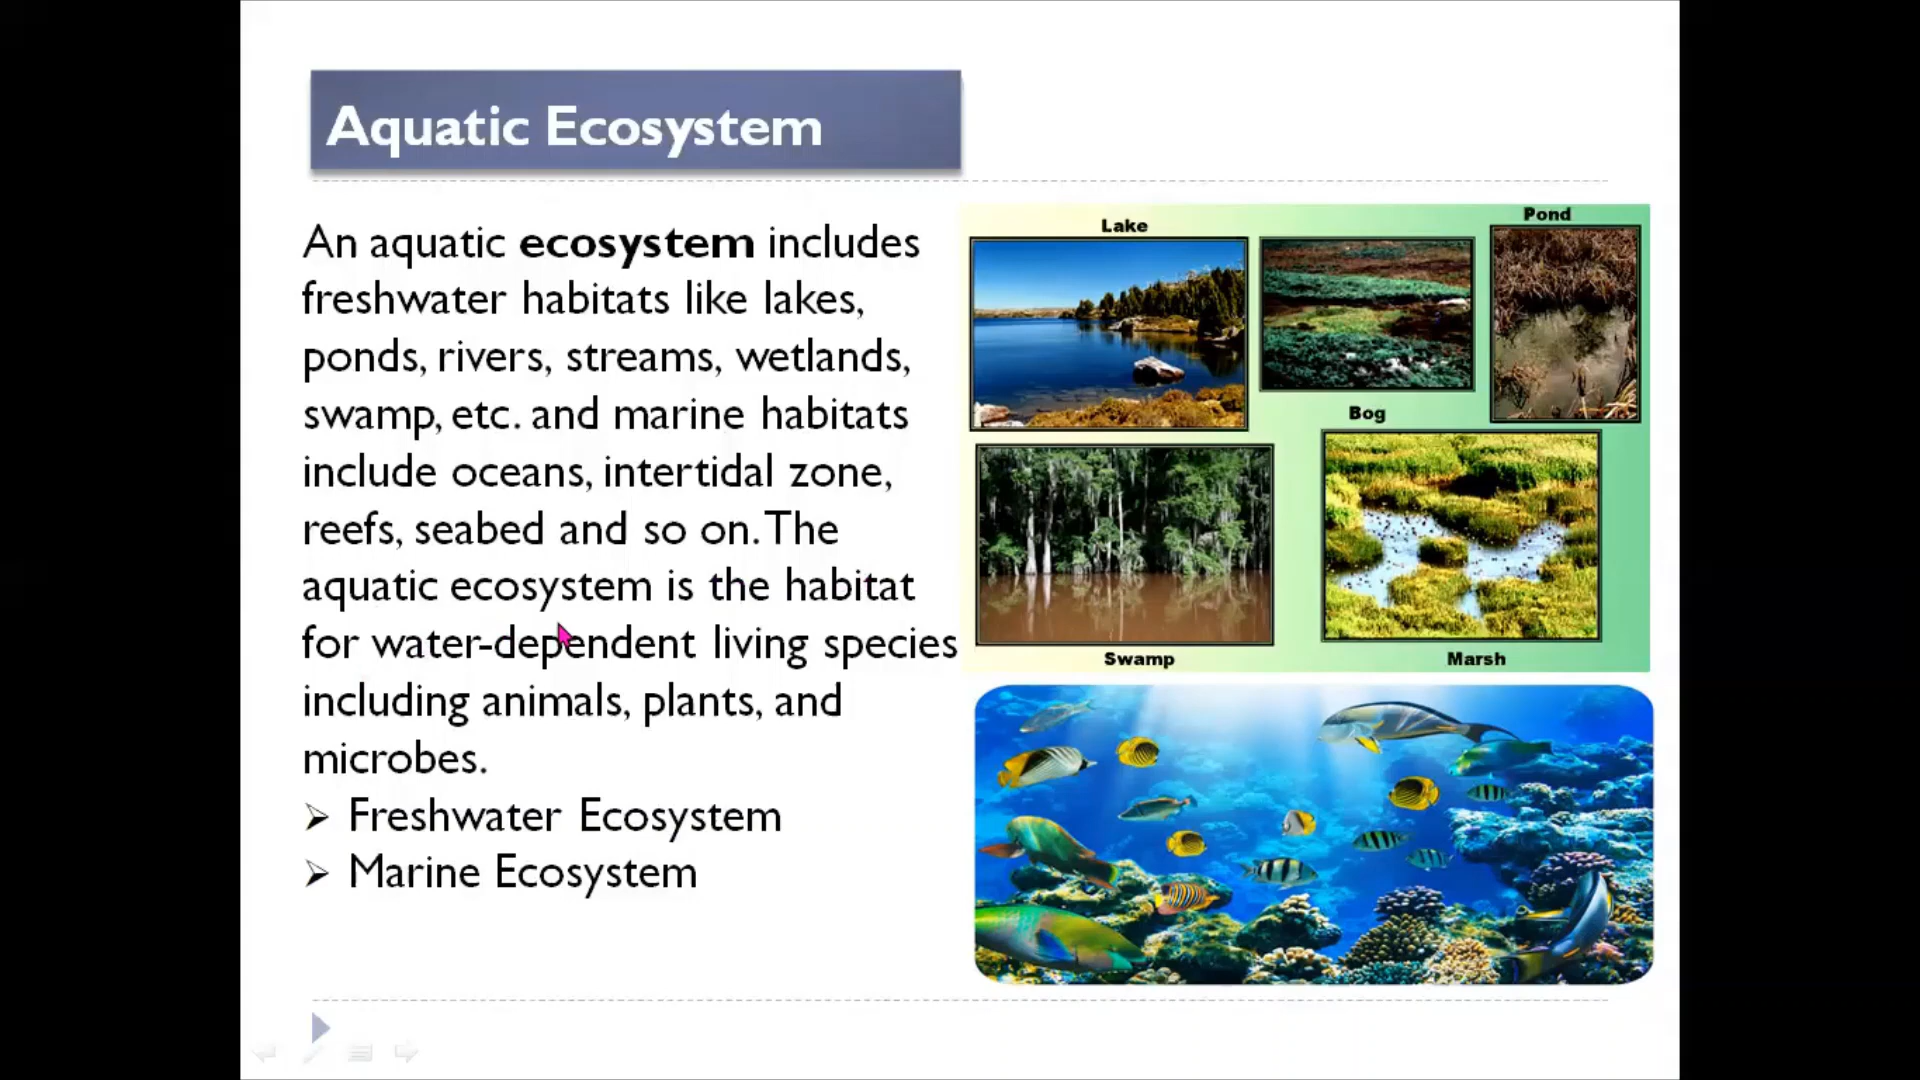 Aquatic Ecosystem
An aquatic ecosystem includes
freshwater habitats like lakes,
ponds, rivers, streams, wetlands,
swamp, etc. and marine habitats
include oceans, intertidal zone,
reefs, seabed and so on. The
aquatic ecosystem is the habitat
for water-dependent living species
including animals, plants, and
microbes.
Freshwater Ecosystem
Marine Ecosystem
Lake
Pond
Bog
Swamp
Marsh